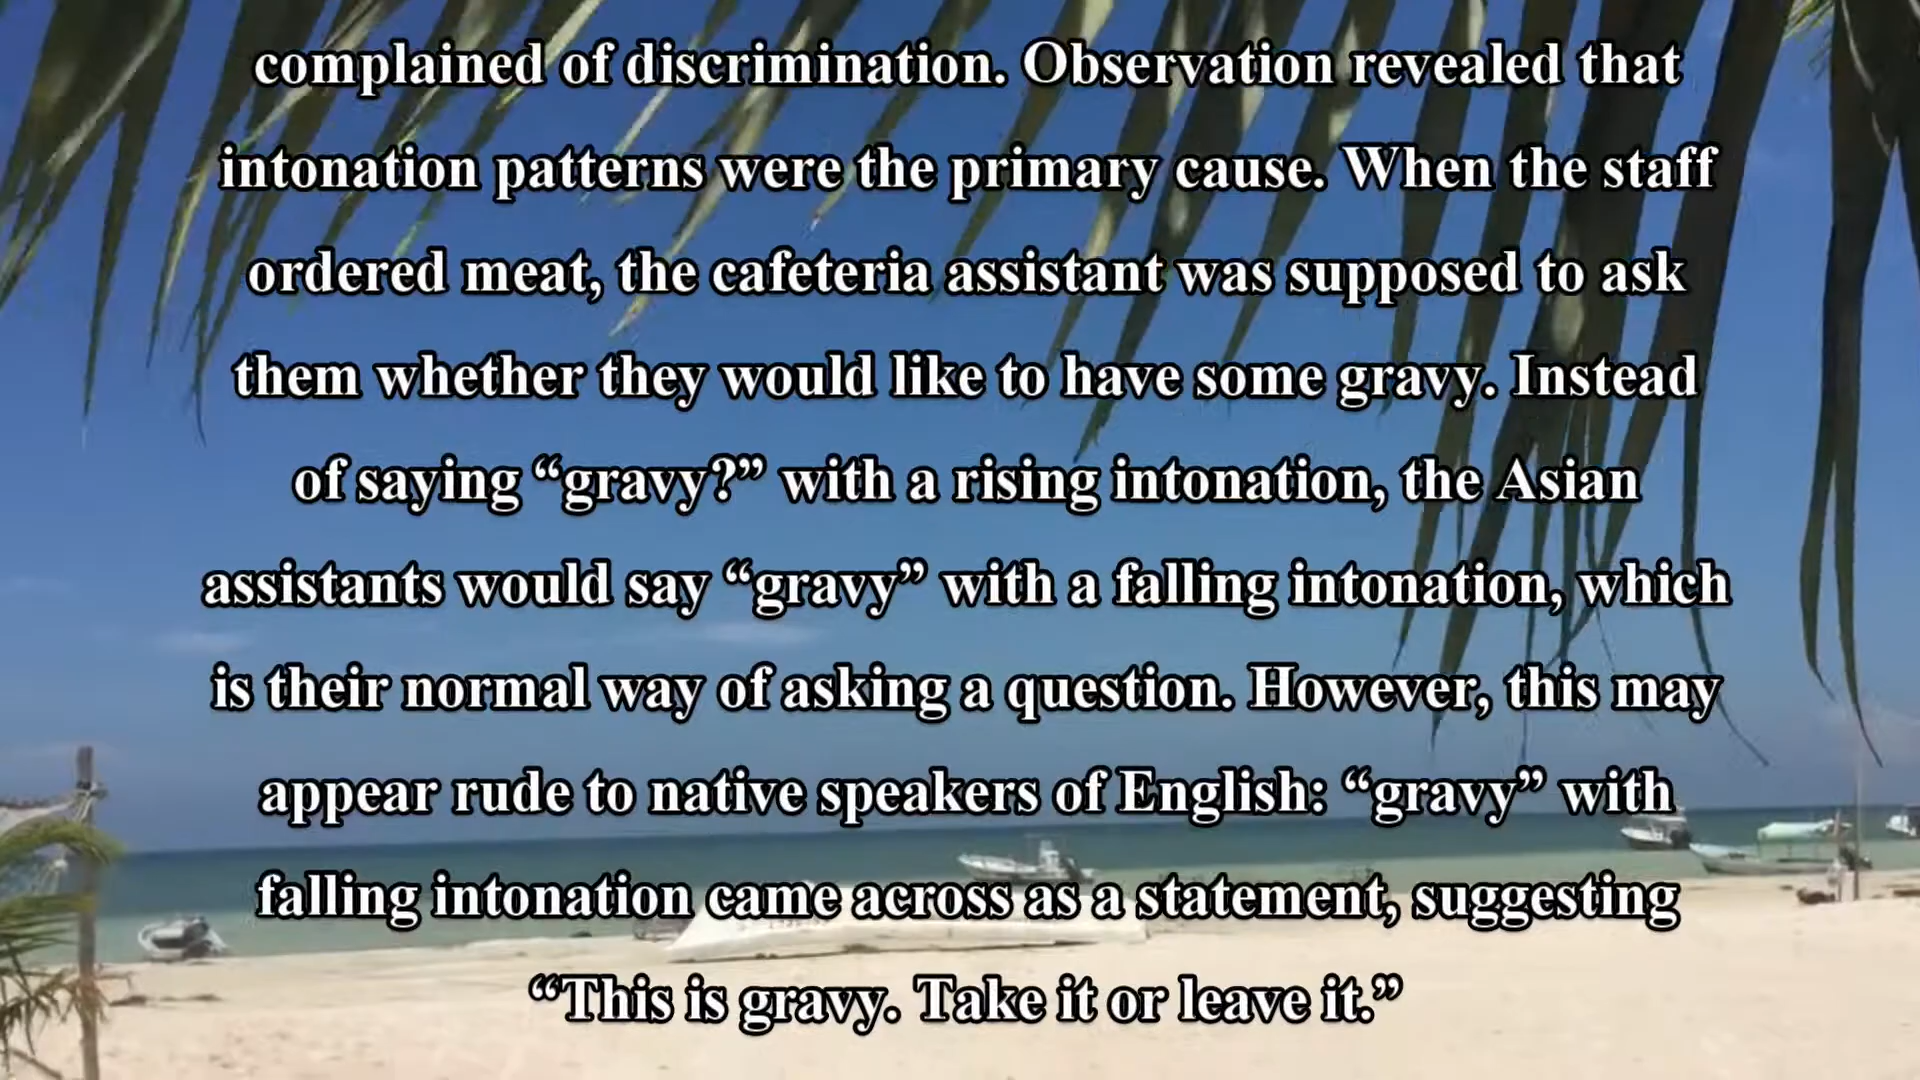 complained of discrimination. Observation revealed that
intonation patterns were the primary cause. When the staff
ordered meat, the cafeteria assistant was supposed to ask
them whether they would like to have some gravy. Instead
of saying “gravy?” with a rising intonation, the Asian
assistants would say “gravy” with a falling intonation, which
is their normal way of asking a question. However, this may
appear rude to native speakers of English: “gravy” with
falling intonation came across as a statement, suggesting
“This is gravy. Take it or leave it.”